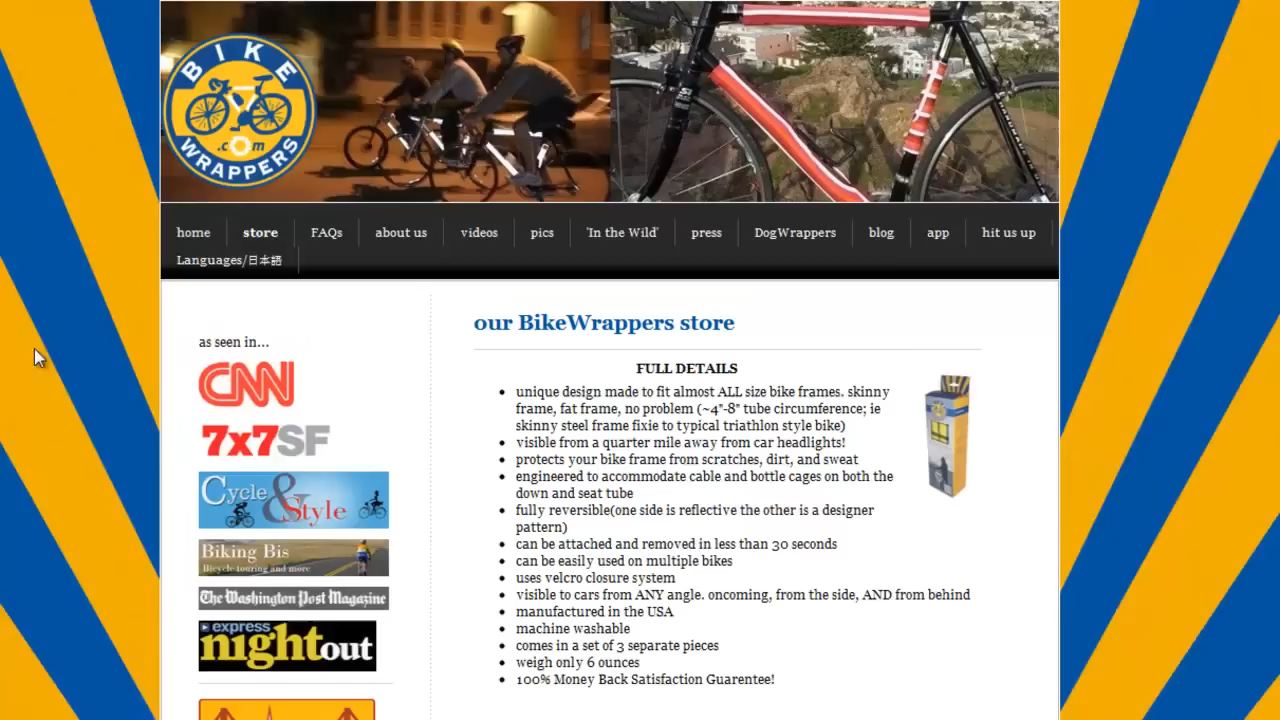 BIKE
.com
WRAPPERS
home
store
FAQs
about us
videos
pics
'In the Wild'
press
DogWrappers
blog
app
hit us up
Languages/日本語
as seen in...
CNN
7x7SF
Cycle & Style
Biking Bis
Bicycle touring and more
The Washington Post Magazine
express
nightout
our BikeWrappers store
FULL DETAILS
unique design made to fit almost ALL size bike frames. skinny
frame, fat frame, no problem (~4"-8" tube circumference; ie
skinny steel frame fixie to typical triathlon style bike)
visible from a quarter mile away from car headlights!
protects your bike frame from scratches, dirt, and sweat
engineered to accommodate cable and bottle cages on both the
down and seat tube
fully reversible(one side is reflective the other is a designer
pattern)
can be attached and removed in less than 30 seconds
can be easily used on multiple bikes
uses velcro closure system
visible to cars from ANY angle. oncoming, from the side, AND from behind
manufactured in the USA
machine washable
comes in a set of 3 separate pieces
weigh only 6 ounces
100% Money Back Satisfaction Guarentee!